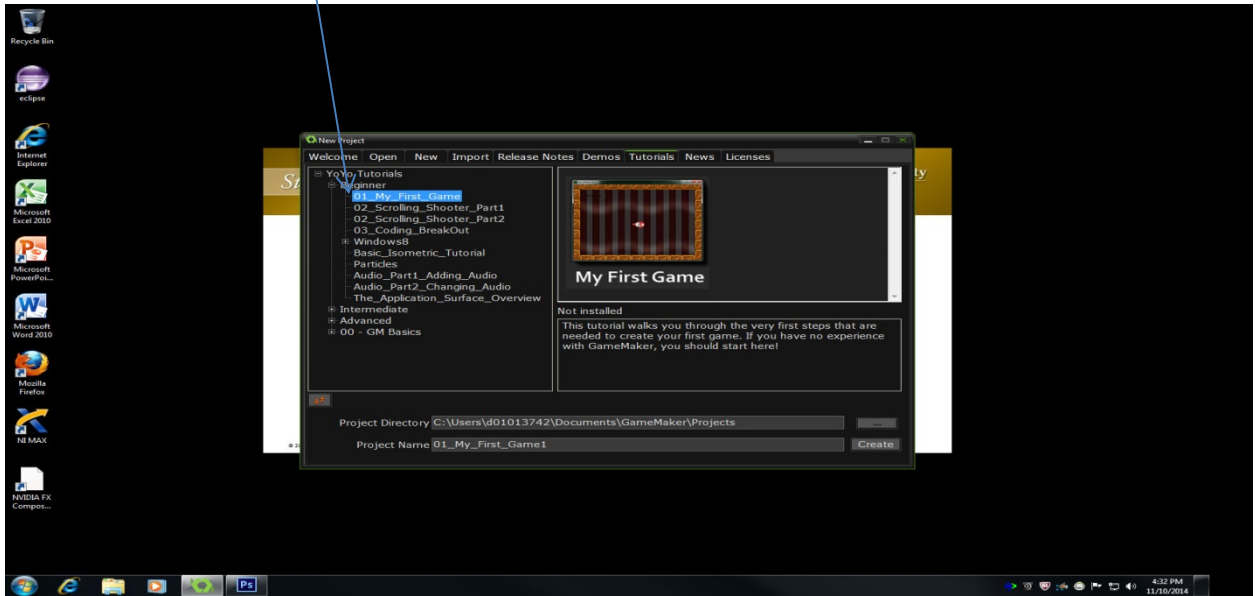 Recycle Bin
eclipse
Internet
Explorer
Microsoft
Excel 2010
Microsoft
PowerPoi...
Microsoft
Word 2010
Mozilla
Firefox
NI MAX
NVIDIA FX
Compos...
St
ty
New Project
Welcome Open New Import Release Notes Demos Tutorials News Licenses
YoYo Tutorials
Beginner
01_My_First_Game
02_Scrolling_Shooter_Part1
02_Scrolling_Shooter_Part2
03_Coding_BreakOut
Windows8
Basic_Isometric_Tutorial
Particles
Audio_Part1_Adding_Audio
Audio_Part2_Changing_Audio
The_Application_Surface_Overview
Intermediate
Advanced
00 - GM Basics
My First Game
Not installed
This tutorial walks you through the very first steps that are
needed to create your first game. If you have no experience
with GameMaker, you should start here!
Project Directory C:\Users\d01013742\Documents\GameMaker\Projects ...
Project Name 01_My_First_Game1 Create
Ps
4:32 PM
11/10/2014